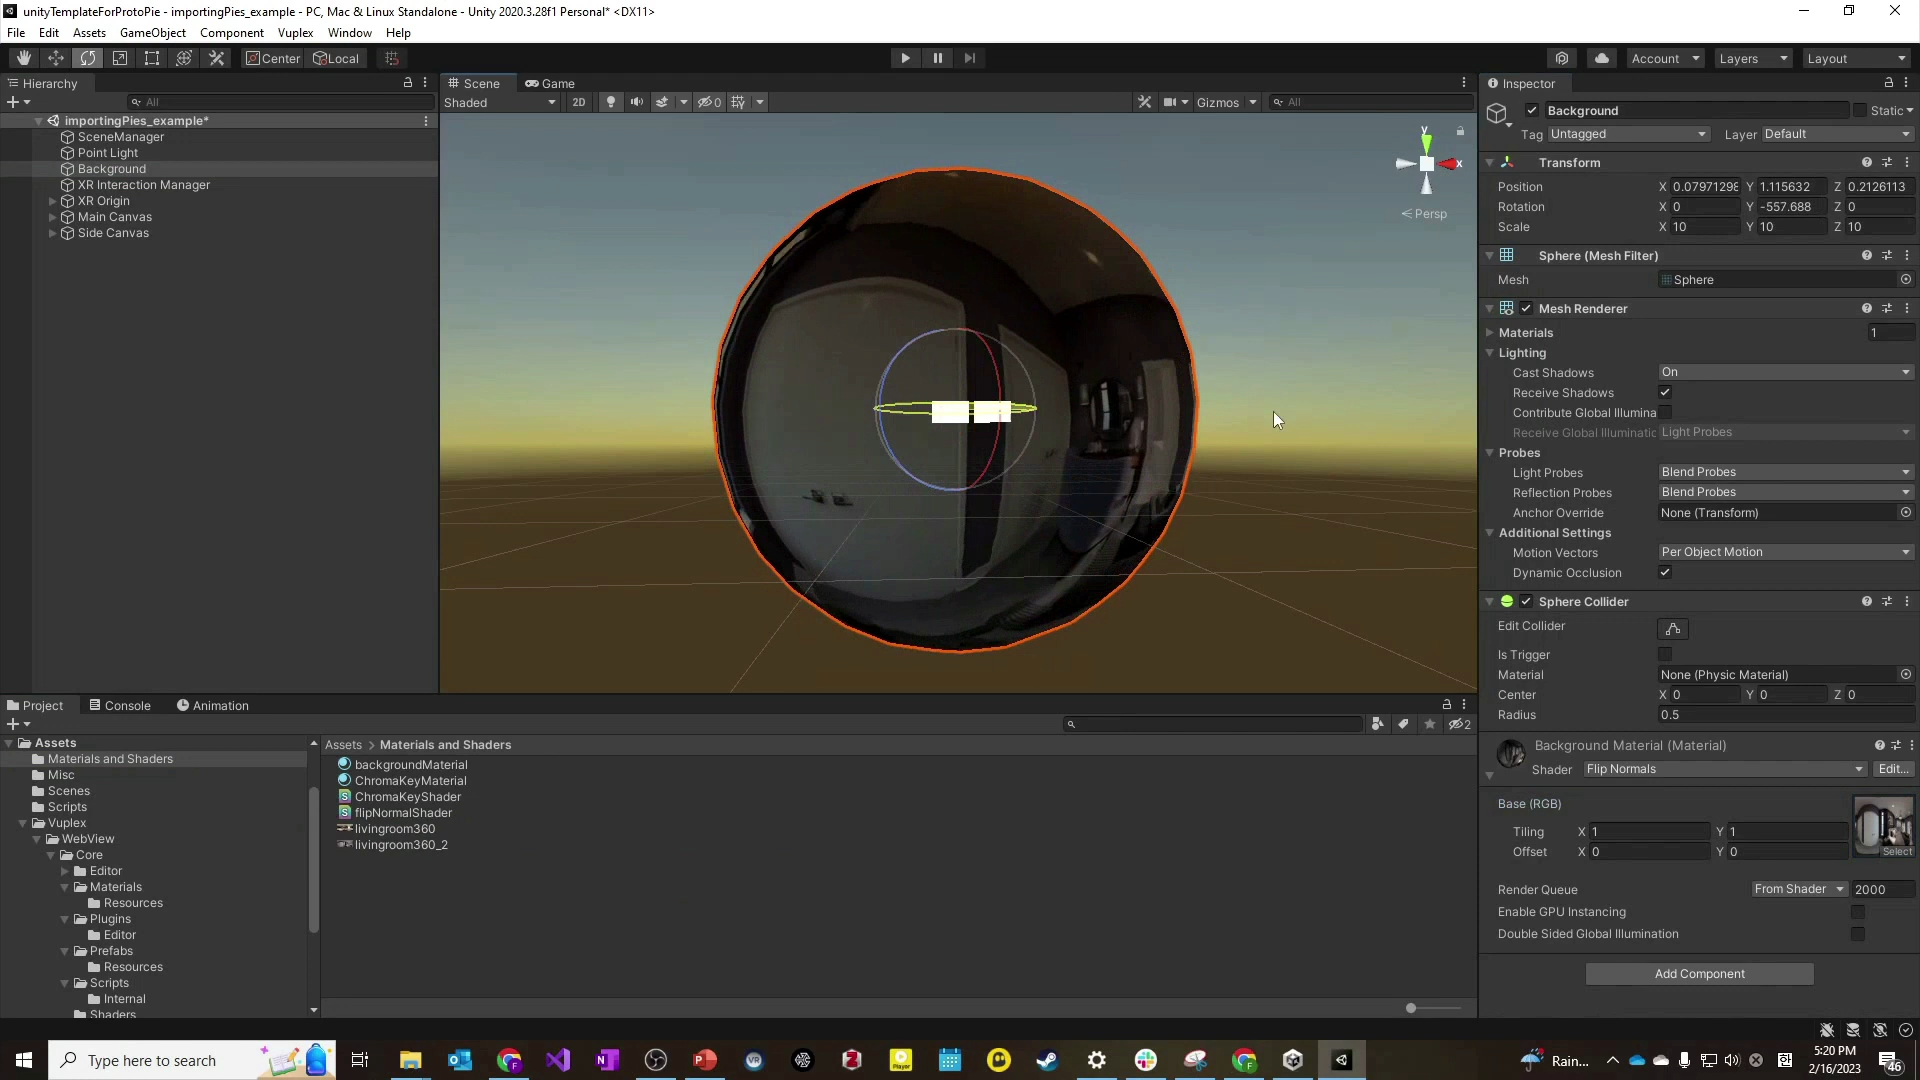 unityTemplateForProtoPie - importingPies_example - PC, Mac & Linux Standalone - Unity 2020.3.28f1 Personal* <DX11>
File Edit Assets GameObject Component Vuplex Window Help
Center Local Account Layers Layout
Hierarchy
All
importingPies_example*
SceneManager
Point Light
Background
XR Interaction Manager
XR Origin
Main Canvas
Side Canvas
Scene Game
Shaded 2D 0 Gizmos All
y
x
Persp
Inspector
Background Static
Tag Untagged Layer Default
Transform
Position X 0.0797129 Y 1.115632 Z 0.2126113
Rotation X 0 Y -557.688 Z 0
Scale X 10 Y 10 Z 10
Sphere (Mesh Filter)
Mesh Sphere
Mesh Renderer
Materials 1
Lighting
Cast Shadows On
Receive Shadows
Contribute Global Illumina
Receive Global Illuminatic Light Probes
Probes
Light Probes Blend Probes
Reflection Probes Blend Probes
Anchor Override None (Transform)
Additional Settings
Motion Vectors Per Object Motion
Dynamic Occlusion
Sphere Collider
Edit Collider
Is Trigger
Material None (Physic Material)
Center X 0 Y 0 Z 0
Radius 0.5
Background Material (Material)
Shader Flip Normals Edit...
Base (RGB)
Tiling X 1 Y 1
Offset X 0 Y 0 Select
Render Queue From Shader 2000
Enable GPU Instancing
Double Sided Global Illumination
Add Component
Project Console Animation
2
Assets
Materials and Shaders
Misc
Scenes
Scripts
Vuplex
WebView
Core
Editor
Materials
Resources
Plugins
Editor
Prefabs
Resources
Scripts
Internal
Shaders
Assets > Materials and Shaders
backgroundMaterial
ChromaKeyMaterial
ChromaKeyShader
flipNormalShader
livingroom360
livingroom360_2
Type here to search
Rain...
5:20 PM
2/16/2023
46